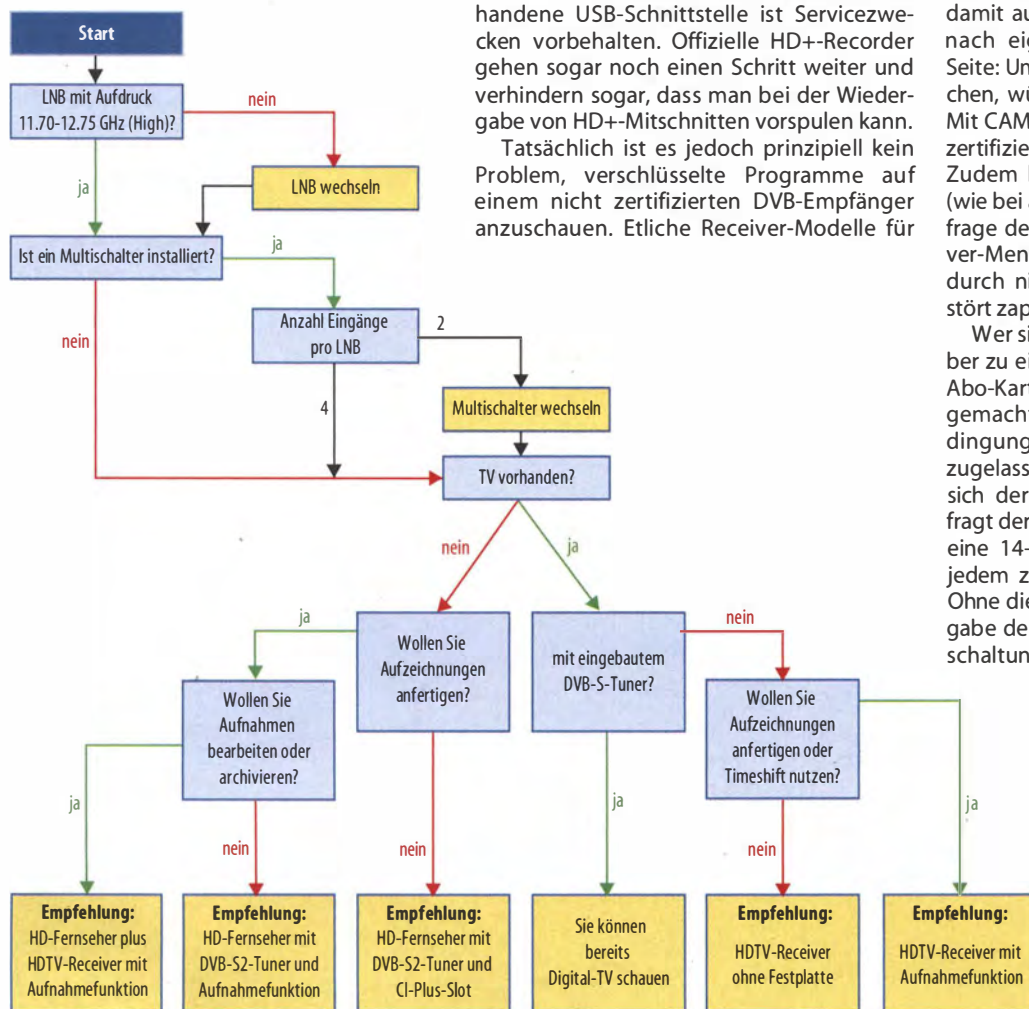 handene USB-Schnittstelle ist Servicezwe-
cken vorbehalten. Offizielle HD+-Recorder
gehen sogar noch einen Schritt weiter und
verhindern sogar, dass man bei der Wieder-
gabe von HD+-Mitschnitten vorspulen kann.
Tatsächlich ist es jedoch prinzipiell kein
Problem, verschlüsselte Programme auf
einem nicht zertifizierten DVB-Empfänger
anzuschauen. Etliche Receiver-Modelle für
damit au
nach eig
Seite: Un
chen, wü
Mit CAM
zertifizie
Zudem
(wie bei
frage de
ver-Men
durch ni
stört zap
Wer si
ber zu ei
Abo-Kart
gemacht
dingung
zugelass
sich der
fragt der
eine 14-
jedem z
Ohne die
gabe de
schaltun
Start
LNB mit Aufdruck
11.70-12.75 GHz (High)?
nein
ja
LNB wechseln
Ist ein Multischalter installiert?
ja
nein
Anzahl Eingänge
pro LNB
2
4
Multischalter wechseln
TV vorhanden?
nein
ja
Wollen Sie
Aufzeichnungen
anfertigen?
ja
nein
mit eingebautem
DVB-S-Tuner?
nein
ja
Wollen Sie
Aufnahmen
bearbeiten oder
archivieren?
ja
nein
Wollen Sie
Aufzeichnungen
anfertigen oder
Timeshift nutzen?
nein
ja
Empfehlung:
HD-Fernseher plus
HDTV-Receiver mit
Aufnahmefunktion
Empfehlung:
HD-Fernseher mit
DVB-S2-Tuner und
Aufnahmefunktion
Empfehlung:
HD-Fernseher mit
DVB-S2-Tuner und
CI-Plus-Slot
Sie können
bereits
Digital-TV schauen
Empfehlung:
HDTV-Receiver
ohne Festplatte
Empfehlung:
HDTV-Receiver mit
Aufnahmefunktion